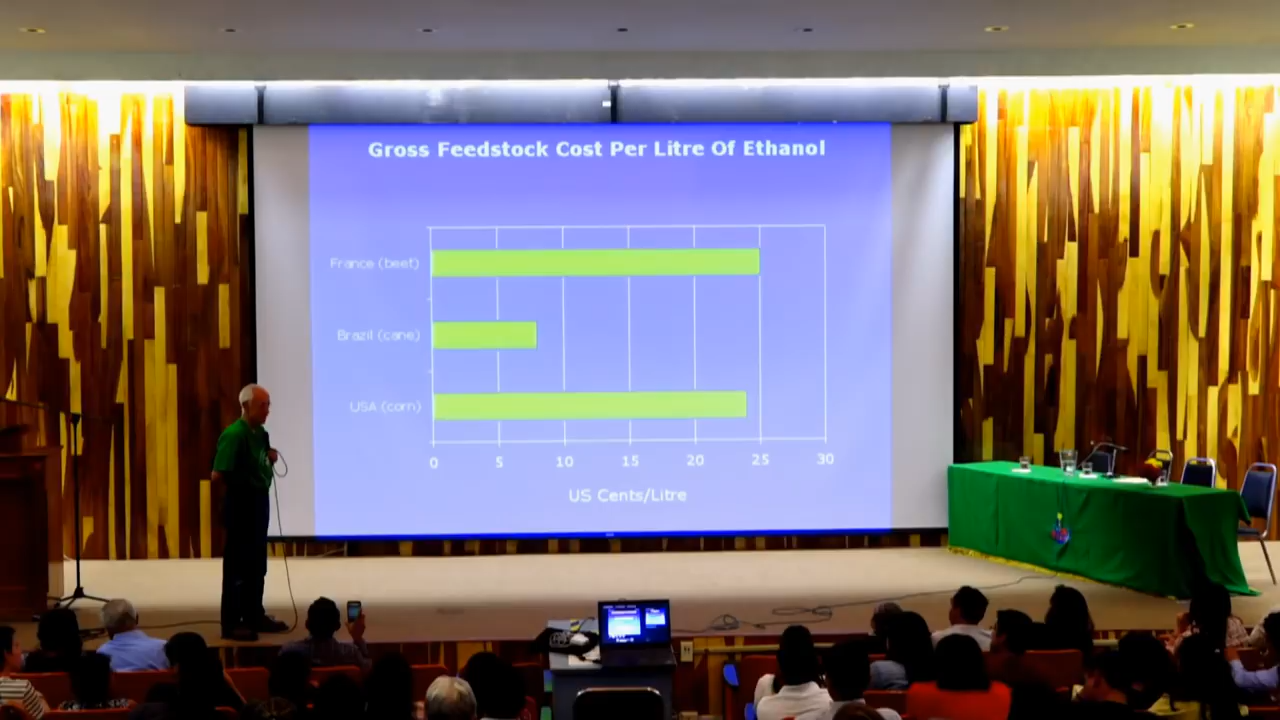 Gross Feedstock Cost Per Litre Of Ethanol
France (beet)
Brazil (cane)
USA (corn)
0 5 10 15 20 25 30
US Cents/Litre